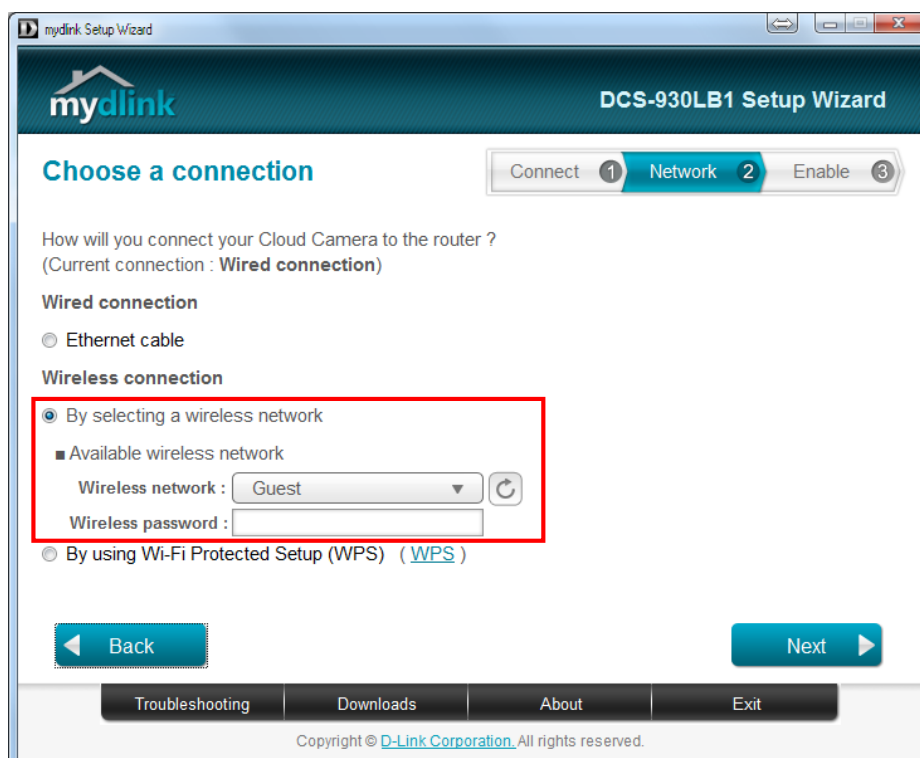 mydlink Setup Wizard
mydlink
DCS-930LB1 Setup Wizard
Choose a connection
Connect 1 Network 2 Enable 3
How will you connect your Cloud Camera to the router ?
(Current connection : Wired connection)
Wired connection
Ethernet cable
Wireless connection
By selecting a wireless network
Available wireless network
Wireless network : Guest
Wireless password :
By using Wi-Fi Protected Setup (WPS) ( WPS )
Back
Next
Troubleshooting Downloads About Exit
Copyright © D-Link Corporation. All rights reserved.